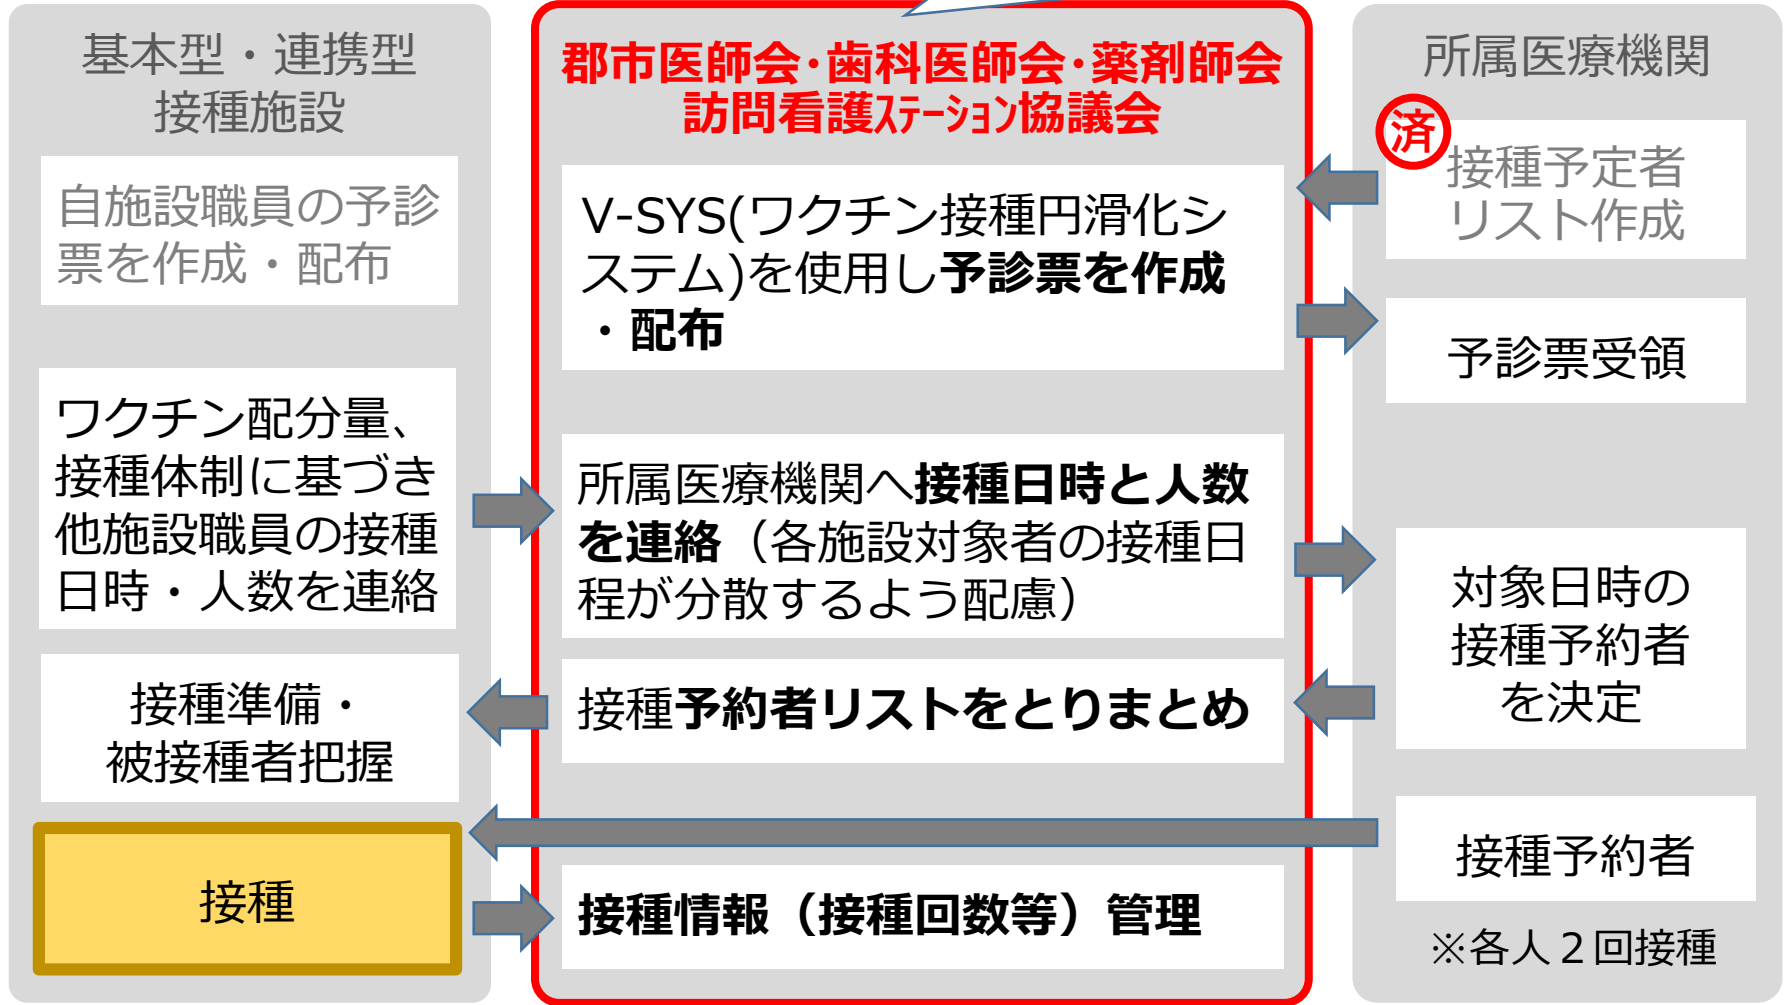 基本型・連携型
接種施設
自施設職員の予診
票を作成・配布
ワクチン配分量、
接種体制に基づき
他施設職員の接種
日時・人数を連絡
接種準備・
被接種者把握
接種
郡市医師会･歯科医師会･薬剤師会
訪問看護ｽﾃｰｼｮﾝ協議会
V-SYS(ワクチン接種円滑化シ
ステム)を使用し予診票を作成
・配布
所属医療機関へ接種日時と人数
を連絡（各施設対象者の接種日
程が分散するよう配慮）
接種予約者リストをとりまとめ
接種情報（接種回数等）管理
所属医療機関
済
接種予定者
リスト作成
予診票受領
対象日時の
接種予約者
を決定
接種予約者
※各人２回接種